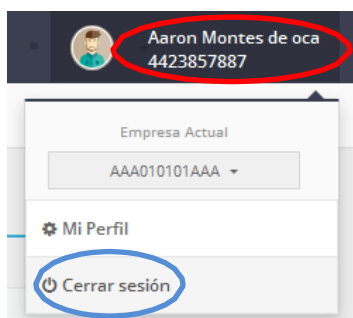 Aaron Montes de oca
4423857887
Empresa Actual
AAA010101AAA
Mi Perfil
Cerrar sesión